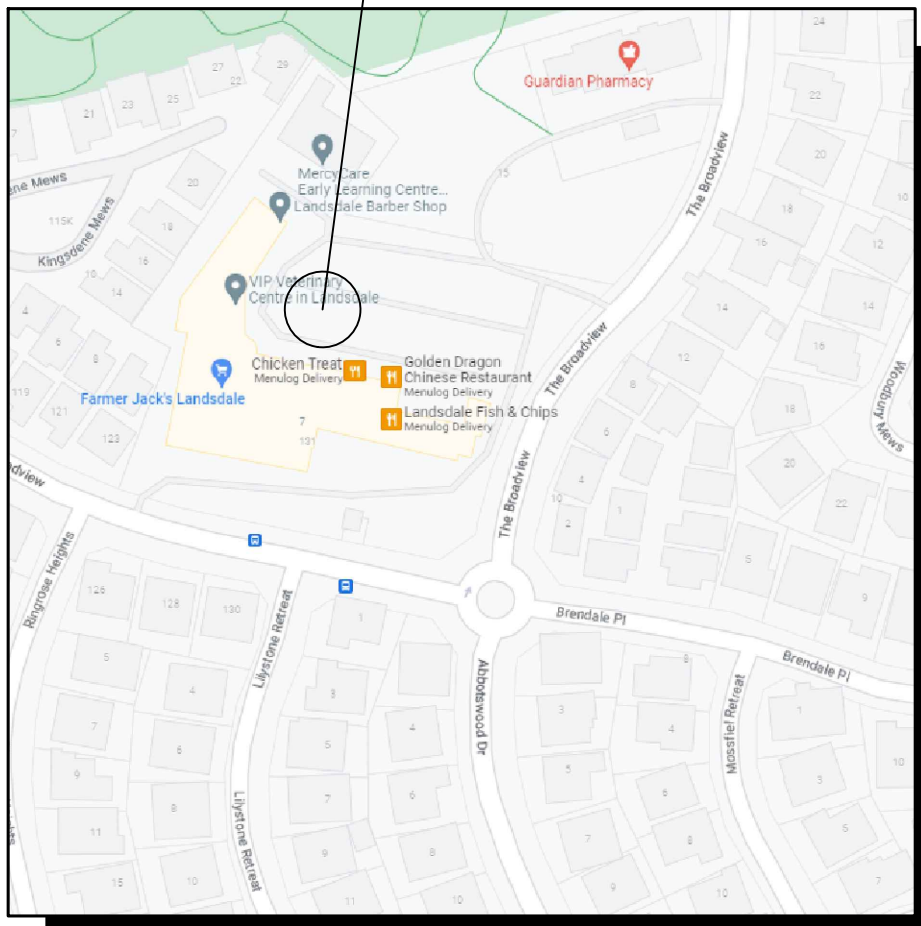 24
27
22
29
Guardian Pharmacy
22
25
23
21
MercyCare
Early Learning Centre...
Landsdale Barber Shop
15
20
ene Mews
20
The Broadview
10
115K
Kingsdene Mews
18
18
16
12
16
19
14
VIP Veterinary
Centre in Landsdale
4
14
14
6
8
The Broadview
12
Chicken Treat
Menulog Delivery
Golden Dragon
Chinese Restaurant
Menulog Delivery
8
Woodbury Mews
Farmer Jack's Landsdale
119
121
123
7
131
Landsdale Fish & Chips
Menulog Delivery
6
18
4
20
adview
The Broadview
10
2
1
22
Ringrose Heights
5
126
128
130
Lilystone Retreat
1
9
Brendale Pl
Brendale Pl
5
4
3
Abbotswood Dr
8
3
4
Mossfiel Retreat
1
7
6
5
4
10
9
5
3
8
7
6
6
Lilystone Retreat
11
9
8
7
8
5
15
10
11
10
9
10
7